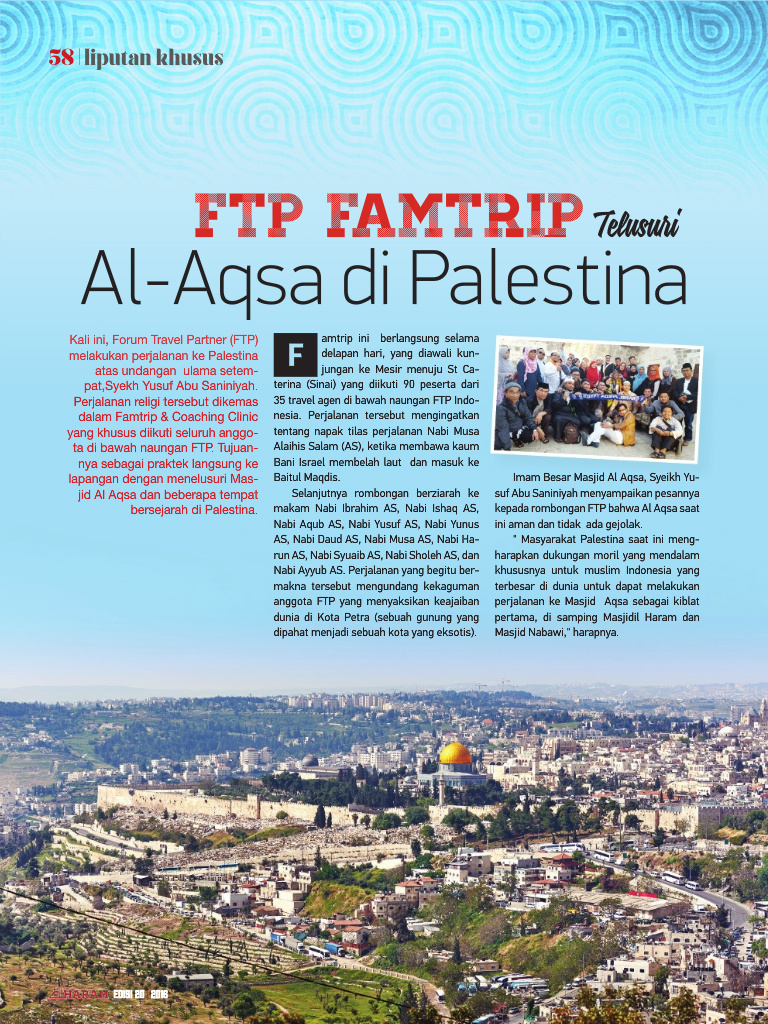 58 | liputan khusus
FTP FAMTRIP Telusuri
Al-Aqsa di Palestina
Kali ini, Forum Travel Partner (FTP)
melakukan perjalanan ke Palestina
atas undangan ulama setem-
pat,Syekh Yusuf Abu Saniniyah.
Perjalanan religi tersebut dikemas
dalam Famtrip & Coaching Clinic
yang khusus diikuti seluruh anggo-
ta di bawah naungan FTP. Tujuan-
nya sebagai praktek langsung ke
lapangan dengan menelusuri Mas-
jid Al Aqsa dan beberapa tempat
bersejarah di Palestina.
Famtrip ini berlangsung selama
delapan hari, yang diawali kun-
jungan ke Mesir menuju St Ca-
terina (Sinai) yang diikuti 90 peserta dari
35 travel agen di bawah naungan FTP Indo-
nesia. Perjalanan tersebut mengingatkan
tentang napak tilas perjalanan Nabi Musa
Alaihis Salam (AS), ketika membawa kaum
Bani Israel membelah laut dan masuk ke
Baitul Maqdis.
Selanjutnya rombongan berziarah ke
makam Nabi Ibrahim AS, Nabi Ishaq AS,
Nabi Aqub AS, Nabi Yusuf AS, Nabi Yunus
AS, Nabi Daud AS, Nabi Musa AS, Nabi Ha-
run AS, Nabi Syuaib AS, Nabi Sholeh AS, dan
Nabi Ayyub AS. Perjalanan yang begitu ber-
makna tersebut mengundang kekaguman
anggota FTP yang menyaksikan keajaiban
dunia di Kota Petra (sebuah gunung yang
dipahat menjadi sebuah kota yang eksotis).
Imam Besar Masjid Al Aqsa, Syeikh Yu-
suf Abu Saniniyah menyampaikan pesannya
kepada rombongan FTP bahwa Al Aqsa saat
ini aman dan tidak ada gejolak.
" Masyarakat Palestina saat ini meng-
harapkan dukungan moril yang mendalam
khususnya untuk muslim Indonesia yang
terbesar di dunia untuk dapat melakukan
perjalanan ke Masjid Aqsa sebagai kiblat
pertama, di samping Masjidil Haram dan
Masjid Nabawi," harapnya.
HARAM EDISI 20 2018